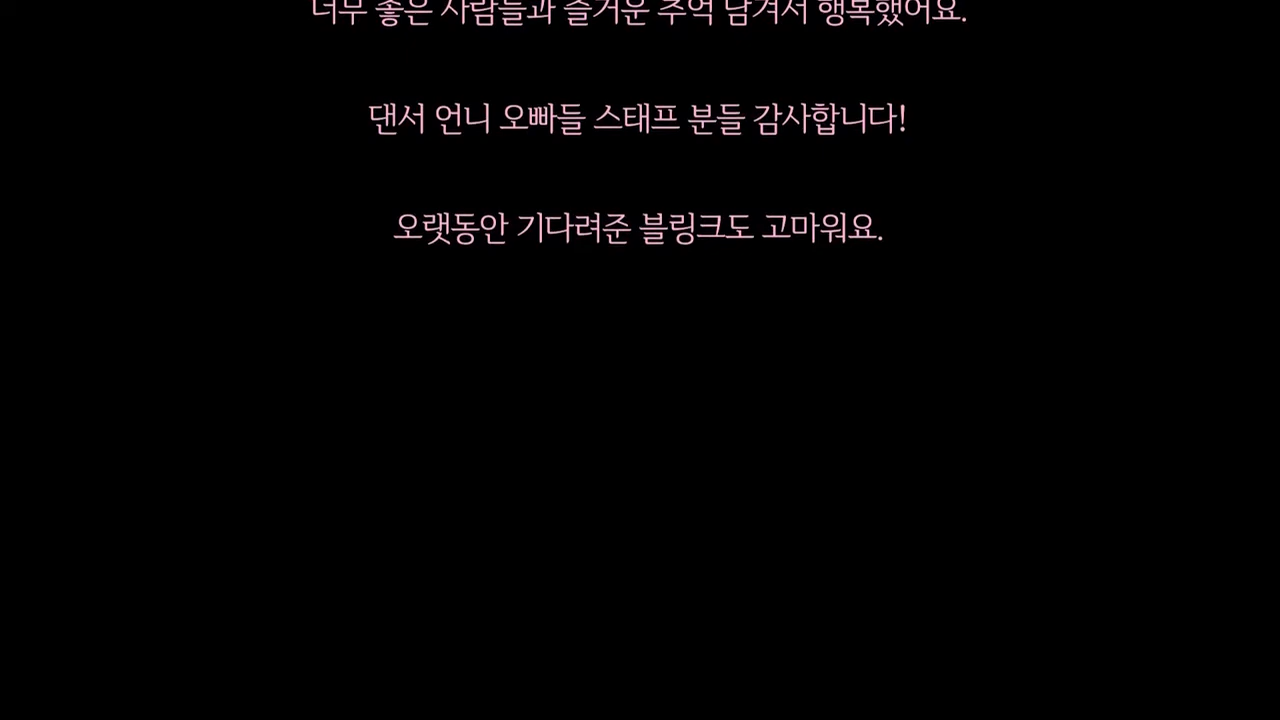 너무 좋은 사람들과 즐거운 추억 남겨서 행복했어요.
댄서 언니 오빠들 스태프 분들 감사합니다!
오랫동안 기다려준 블링크도 고마워요.